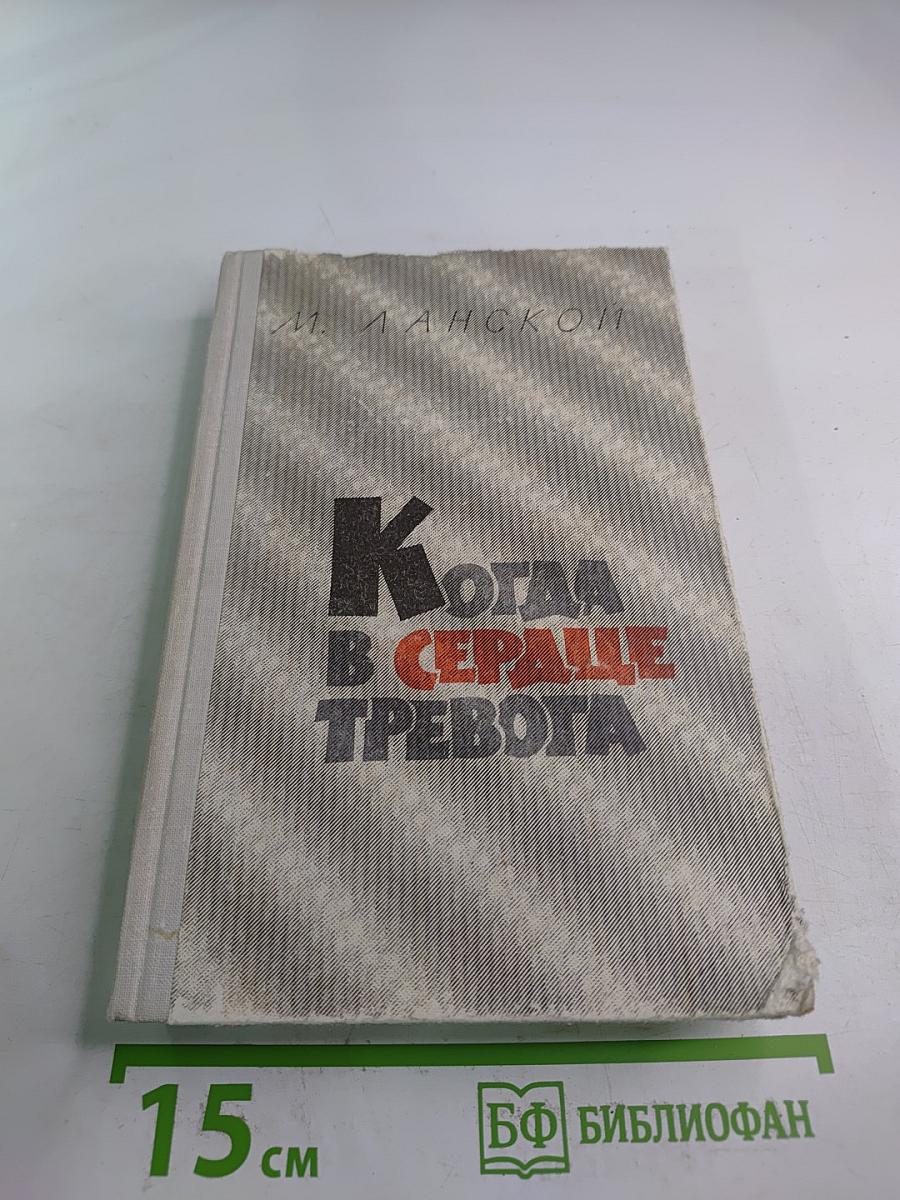 М. ЛАНСКОЙ
КОГДА
В СЕРДЦЕ
ТРЕВОГА
15 см
БФ БИБЛИОФАН